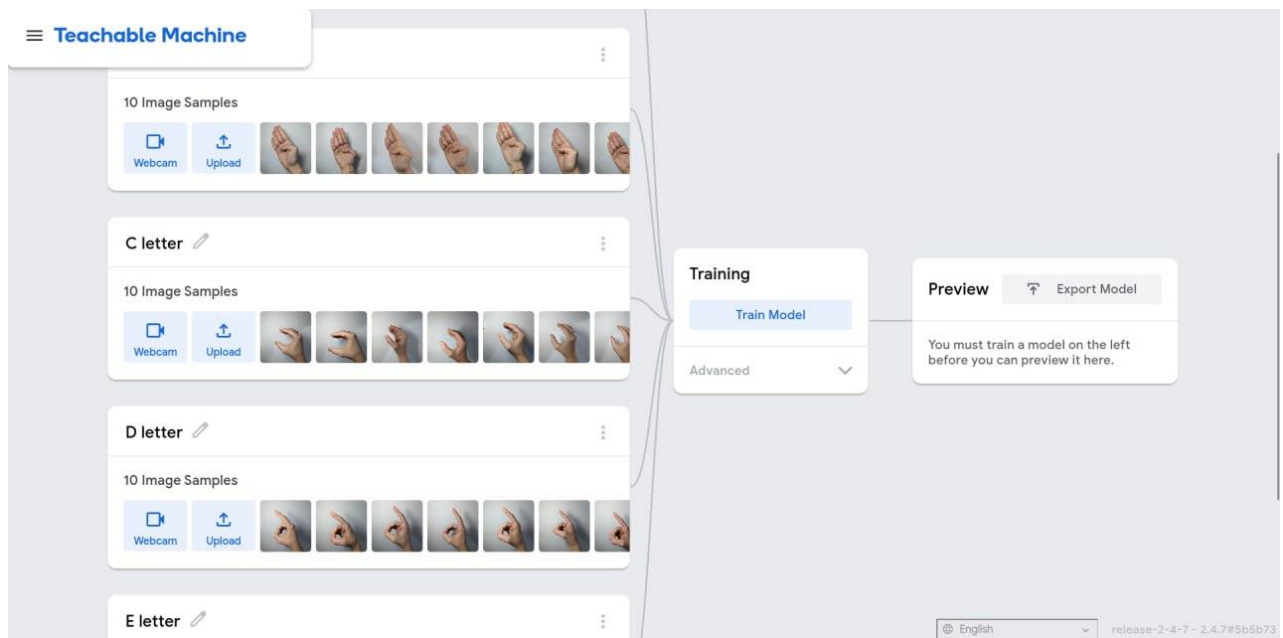 Teachable Machine
10 Image Samples
Webcam
Upload
C letter
10 Image Samples
Webcam
Upload
D letter
10 Image Samples
Webcam
Upload
E letter
Training
Train Model
Advanced
Preview
Export Model
You must train a model on the left
before you can preview it here.
English
release-2-4-7 - 2.4.7#5b5b73